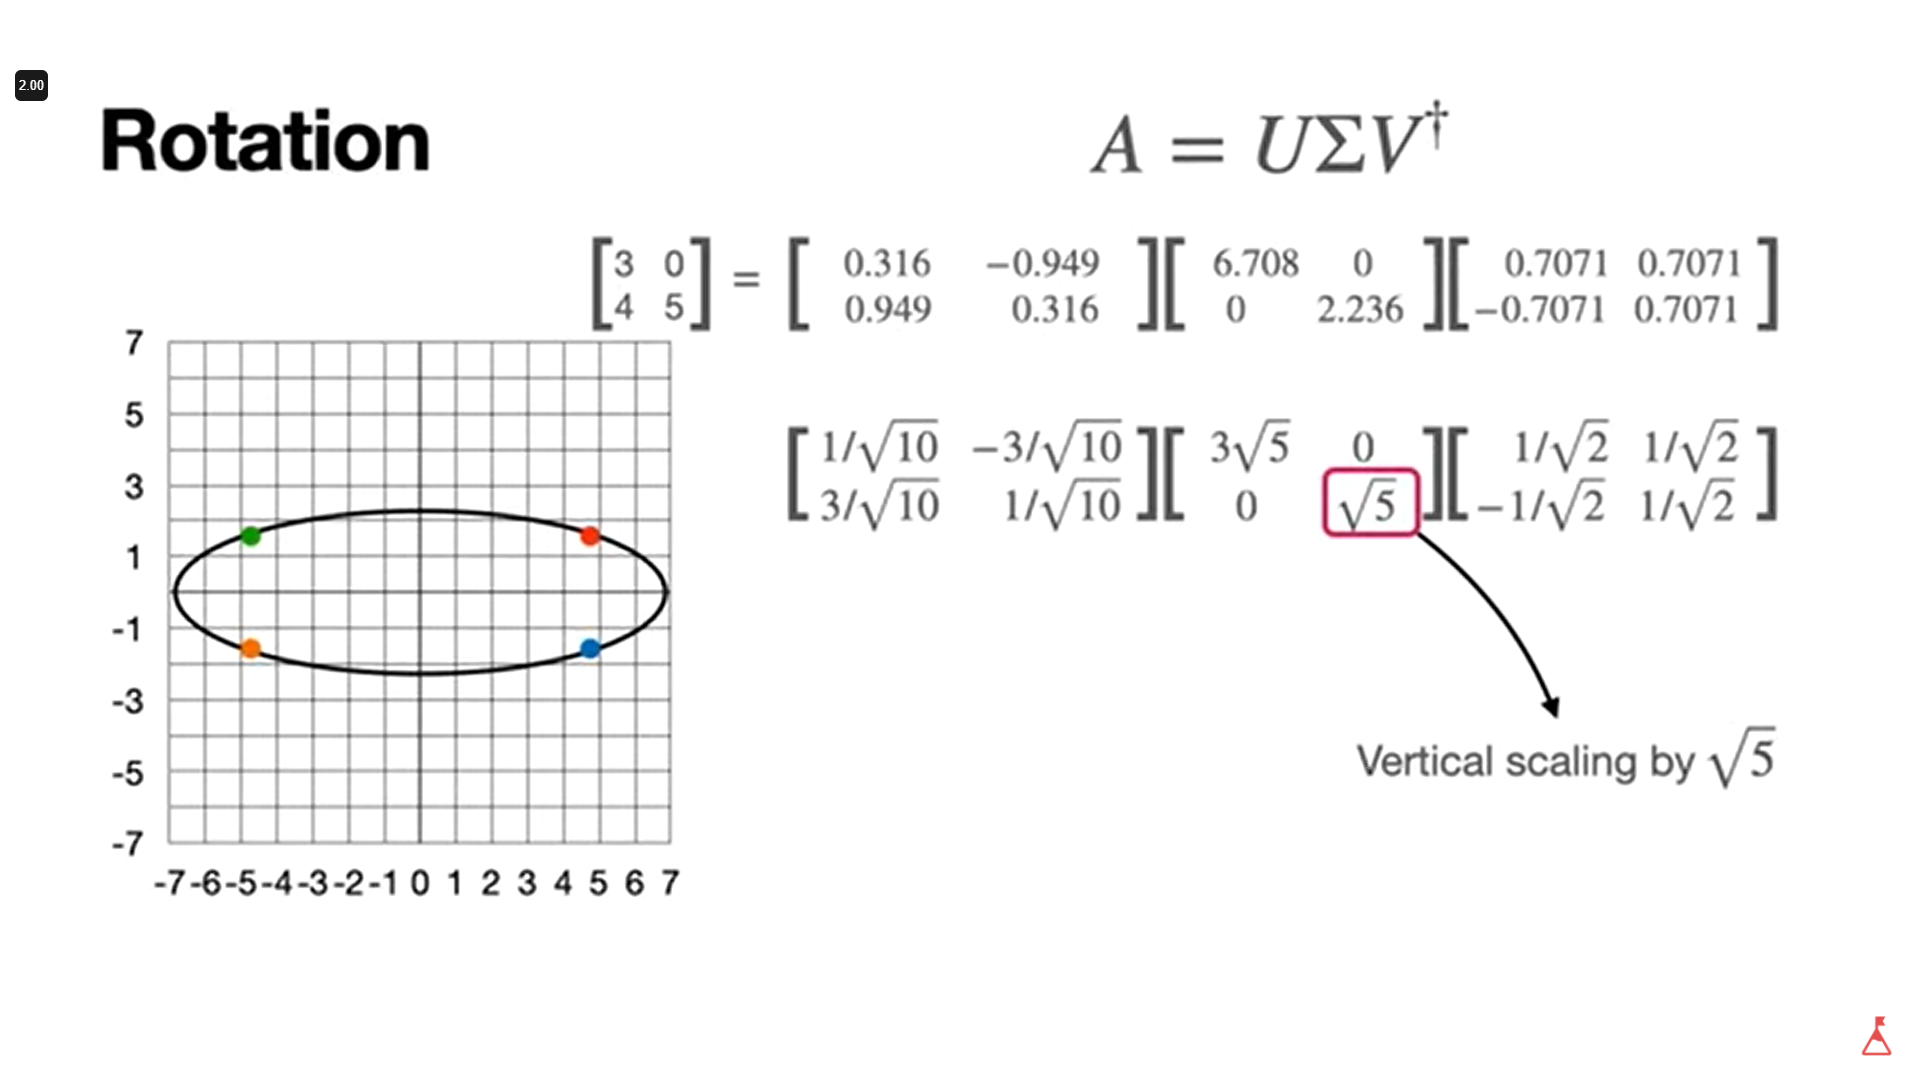 2.00
Rotation
A = UΣV†
[3 0; 4 5] = [0.316 −0.949; 0.949 0.316][6.708 0; 0 2.236][0.7071 0.7071; −0.7071 0.7071]
[1/√10 −3/√10; 3/√10 1/√10][3√5 0; 0 √5][1/√2 1/√2; −1/√2 1/√2]
7
5
3
1
-1
-3
-5
-7
-7 -6 -5 -4 -3 -2 -1 0 1 2 3 4 5 6 7
Vertical scaling by √5